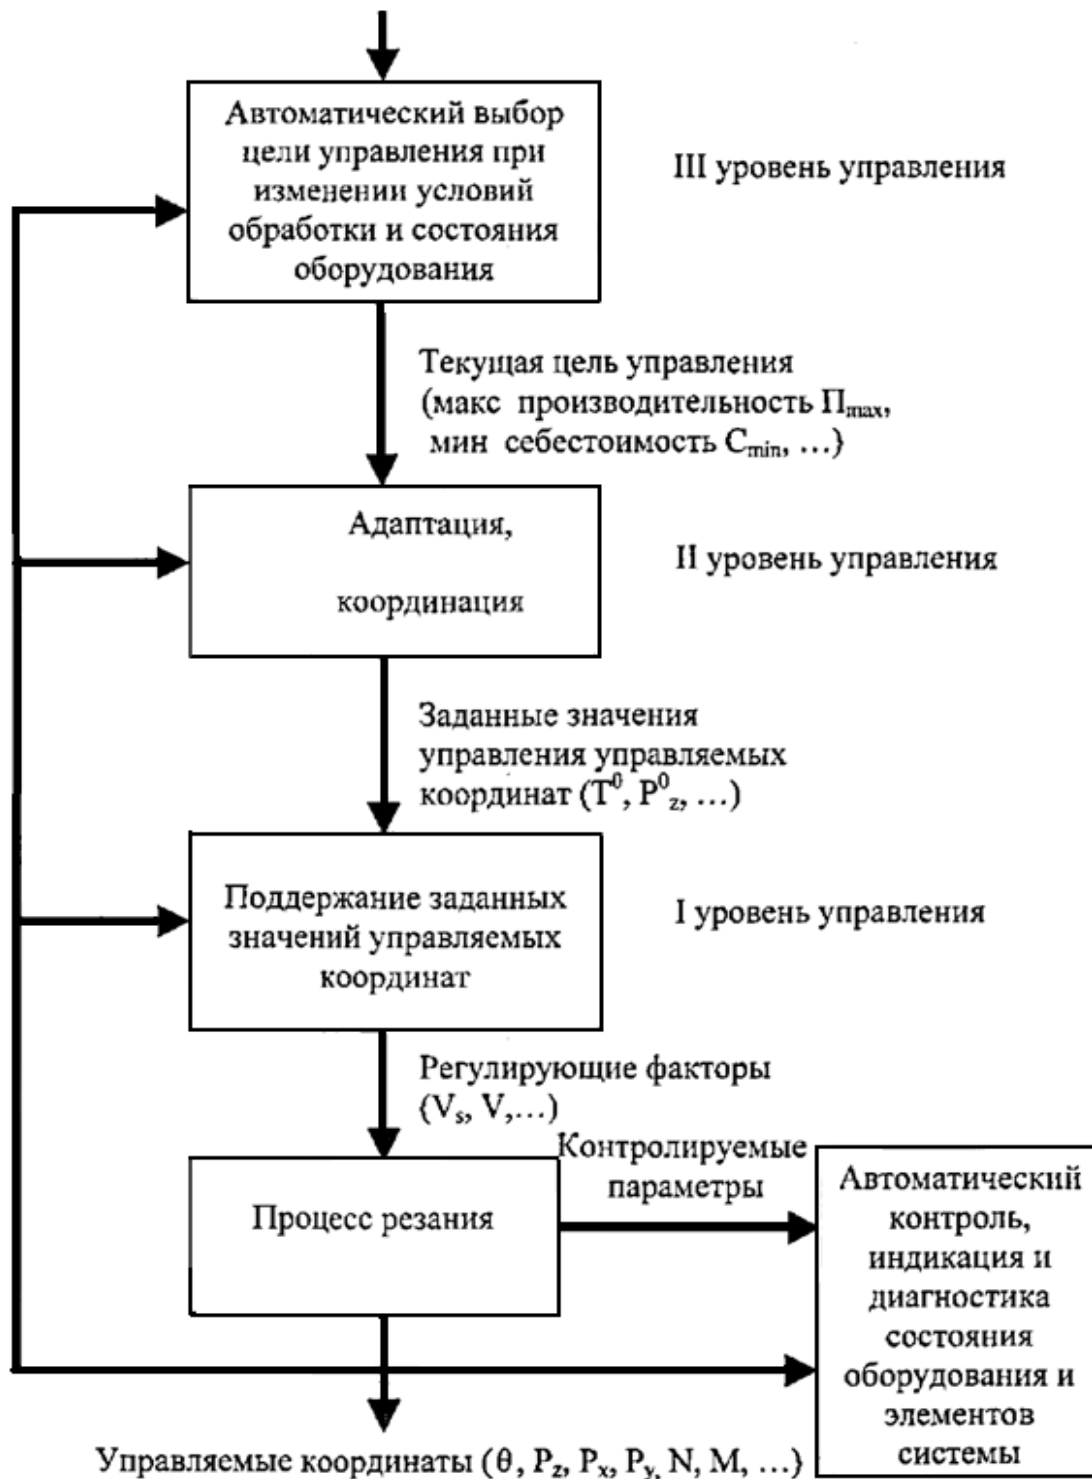 Автоматический выбор
цели управления при
изменении условий
обработки и состояния
оборудования
III уровень управления
Текущая цель управления
(макс производительность Пmax,
мин себестоимость Cmin, ...)
Адаптация,
координация
II уровень управления
Заданные значения
управления управляемых
координат (T⁰, P⁰z, ...)
Поддержание заданных
значений управляемых
координат
I уровень управления
Регулирующие факторы
(Vs, V,...)
Процесс резания
Контролируемые
параметры
Автоматический
контроль,
индикация и
диагностика
состояния
оборудования и
элементов
системы
Управляемые координаты (θ, Pz, Px, Py, N, M, ...)